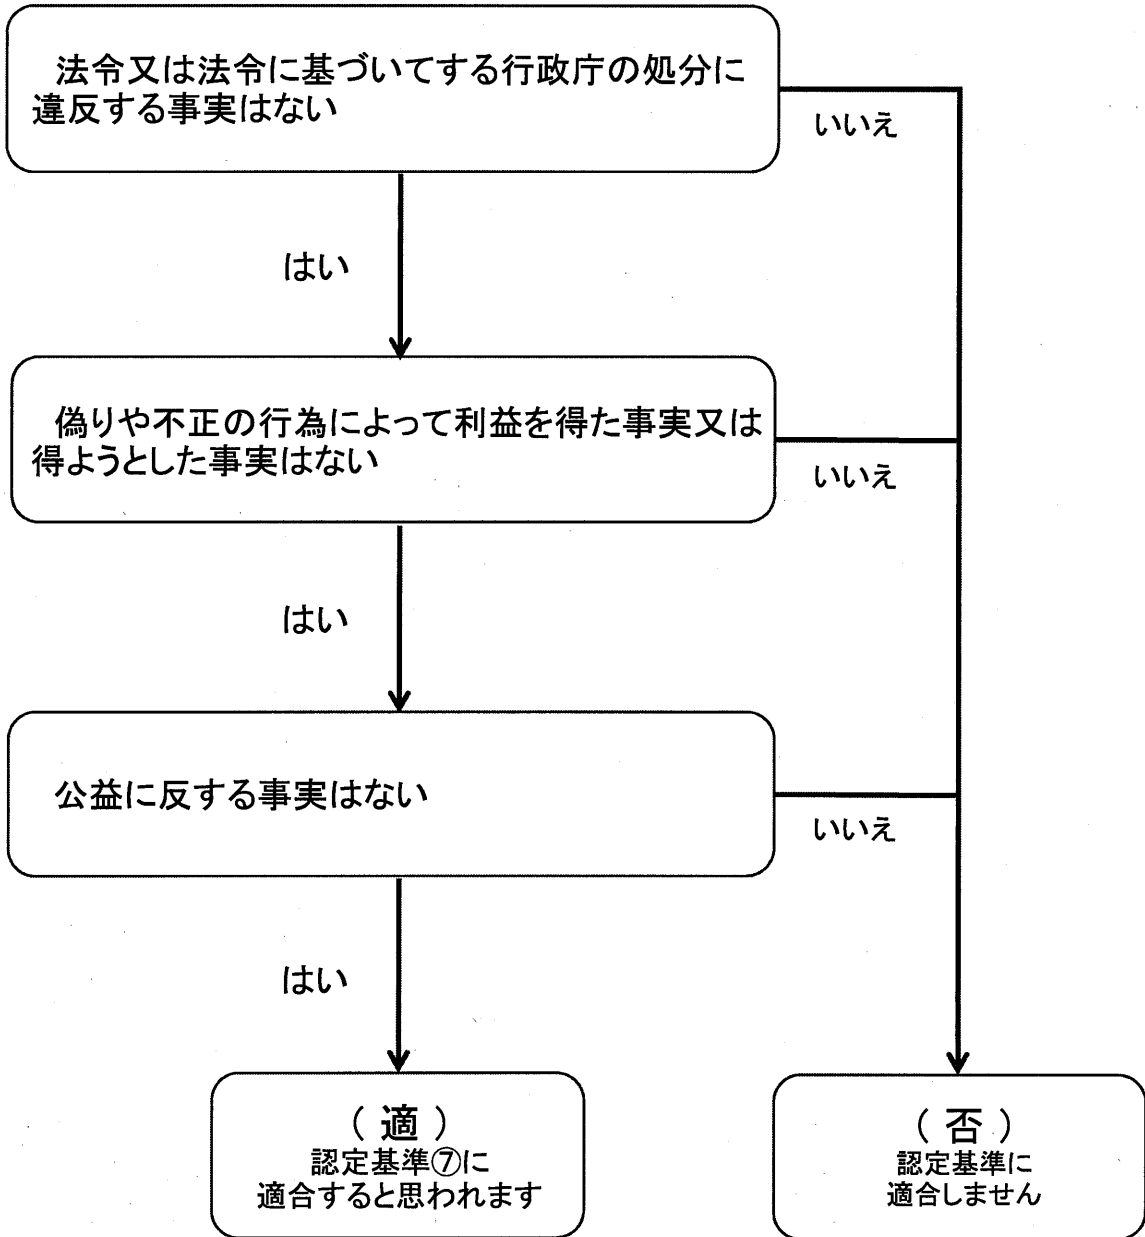 法令又は法令に基づいてする行政庁の処分に
違反する事実はない
いいえ
はい
偽りや不正の行為によって利益を得た事実又は
得ようとした事実はない
いいえ
はい
公益に反する事実はない
いいえ
はい
（ 適 ）
認定基準⑦に
適合すると思われます
（ 否 ）
認定基準に
適合しません